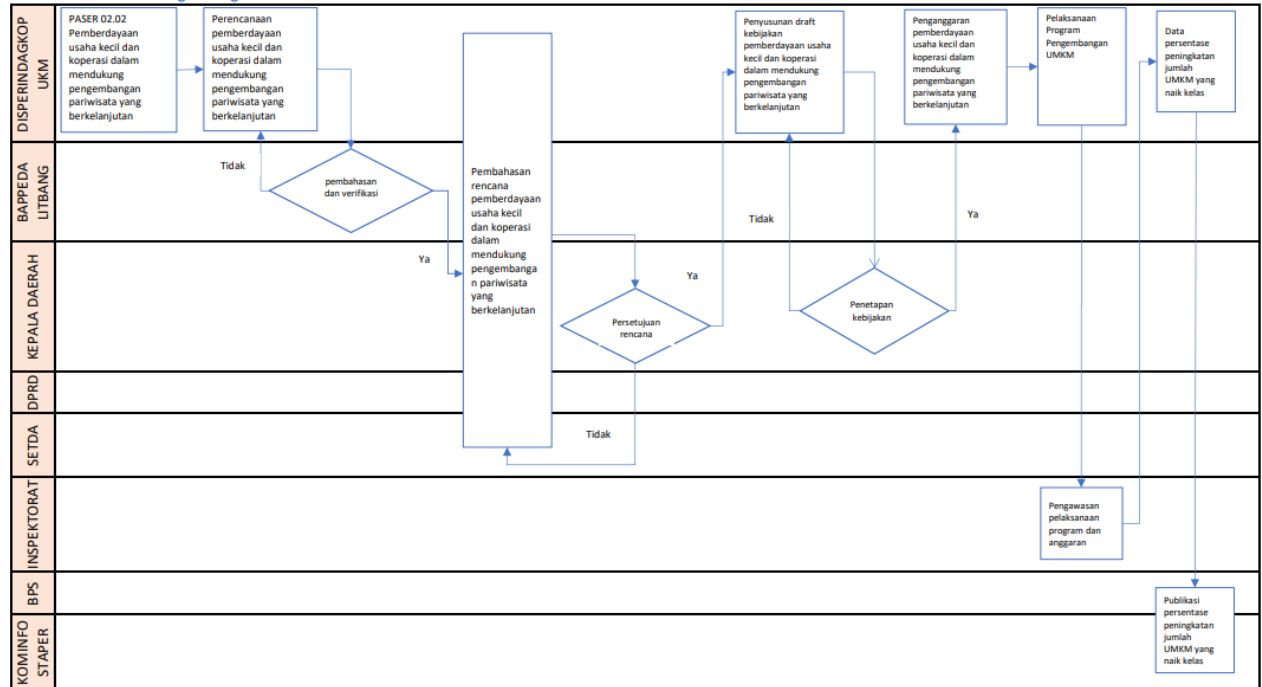 DISPERINDAGKOP
UKM
PASER 02.02
Pemberdayaan
usaha kecil dan
koperasi dalam
mendukung
pengembangan
pariwisata yang
berkelanjutan
Perencanaan
pemberdayaan
usaha kecil dan
koperasi dalam
mendukung
pengembangan
pariwisata yang
berkelanjutan
Penyusunan draft
kebijakan
pemberdayaan usaha
kecil dan koperasi
dalam mendukung
pengembangan
pariwisata yang
berkelanjutan
Penganggaran
pemberdayaan
usaha kecil dan
koperasi dalam
mendukung
pengembangan
pariwisata yang
berkelanjutan
Pelaksanaan
Program
Pengembangan
UMKM
Data
persentase
peningkatan
jumlah
UMKM yang
naik kelas
BAPPEDA
LITBANG
Tidak
pembahasan
dan verifikasi
Ya
Pembahasan
rencana
pemberdayaan
usaha kecil
dan koperasi
dalam
mendukung
pengembanga
n pariwisata
yang
berkelanjutan
Tidak
Ya
KEPALA DAERAH
Persetujuan
rencana
Ya
Penetapan
kebijakan
DPRD
SETDA
Tidak
INSPEKTORAT
Pengawasan
pelaksanaan
program dan
anggaran
BPS
KOMINFO
STAPER
Publikasi
persentase
peningkatan
jumlah
UMKM yang
naik kelas